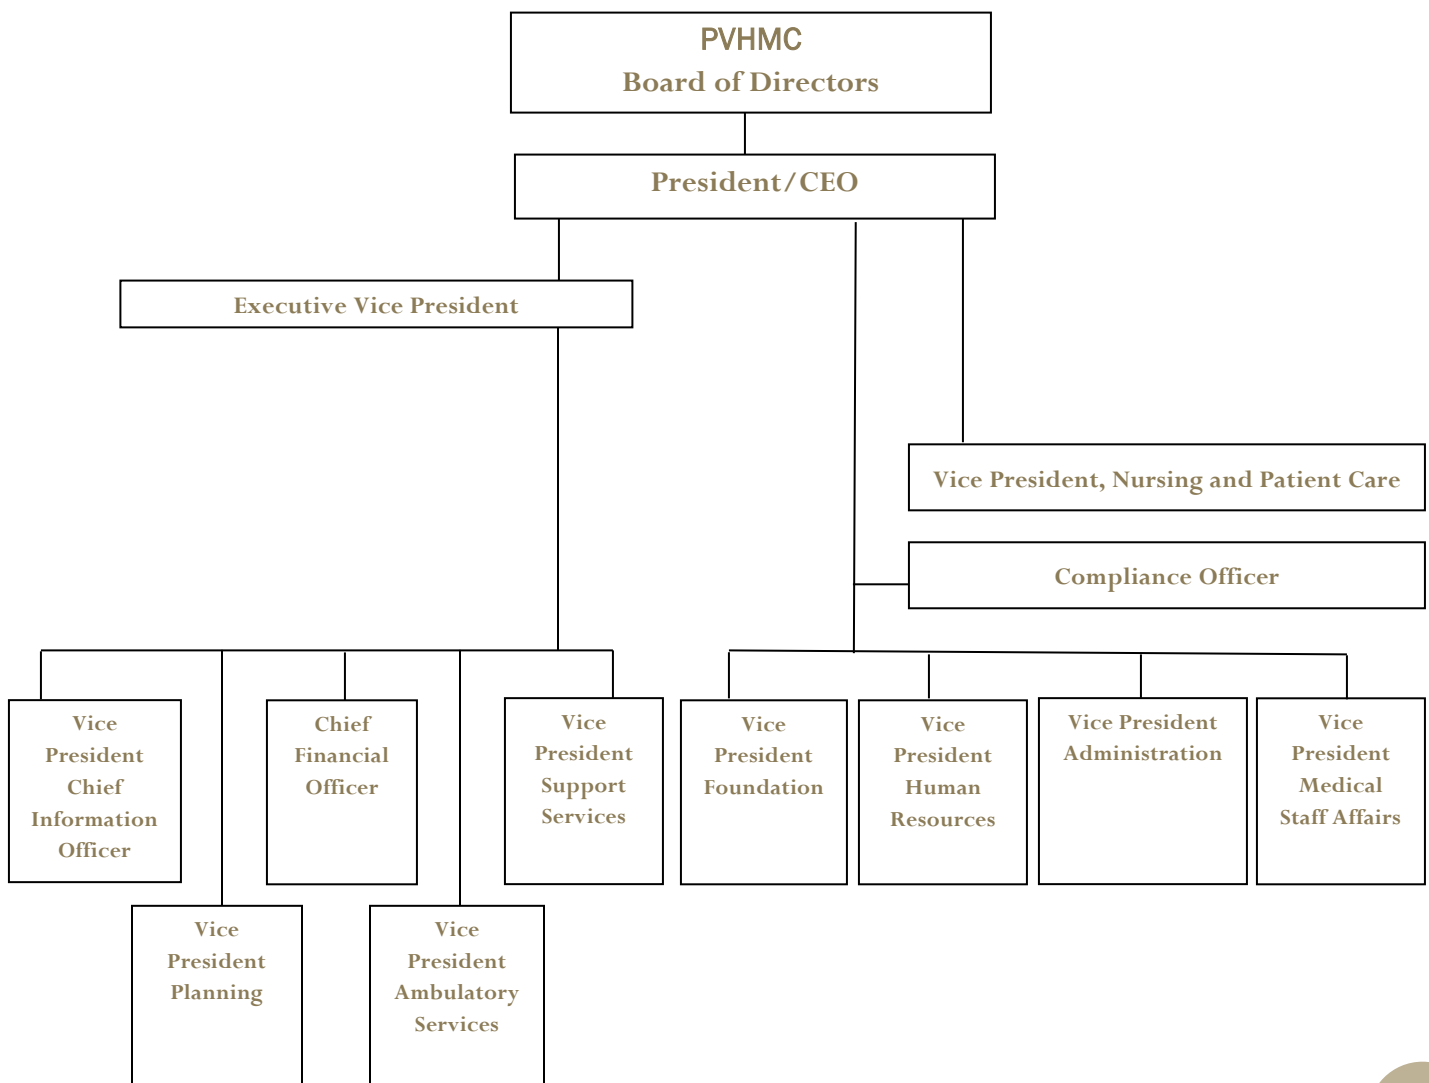 PVHMC
Board of Directors
President/CEO
Executive Vice President
Vice President, Nursing and Patient Care
Compliance Officer
Vice
President
Chief
Information
Officer
Chief
Financial
Officer
Vice
President
Support
Services
Vice
President
Foundation
Vice
President
Human
Resources
Vice President
Administration
Vice
President
Medical
Staff Affairs
Vice
President
Planning
Vice
President
Ambulatory
Services